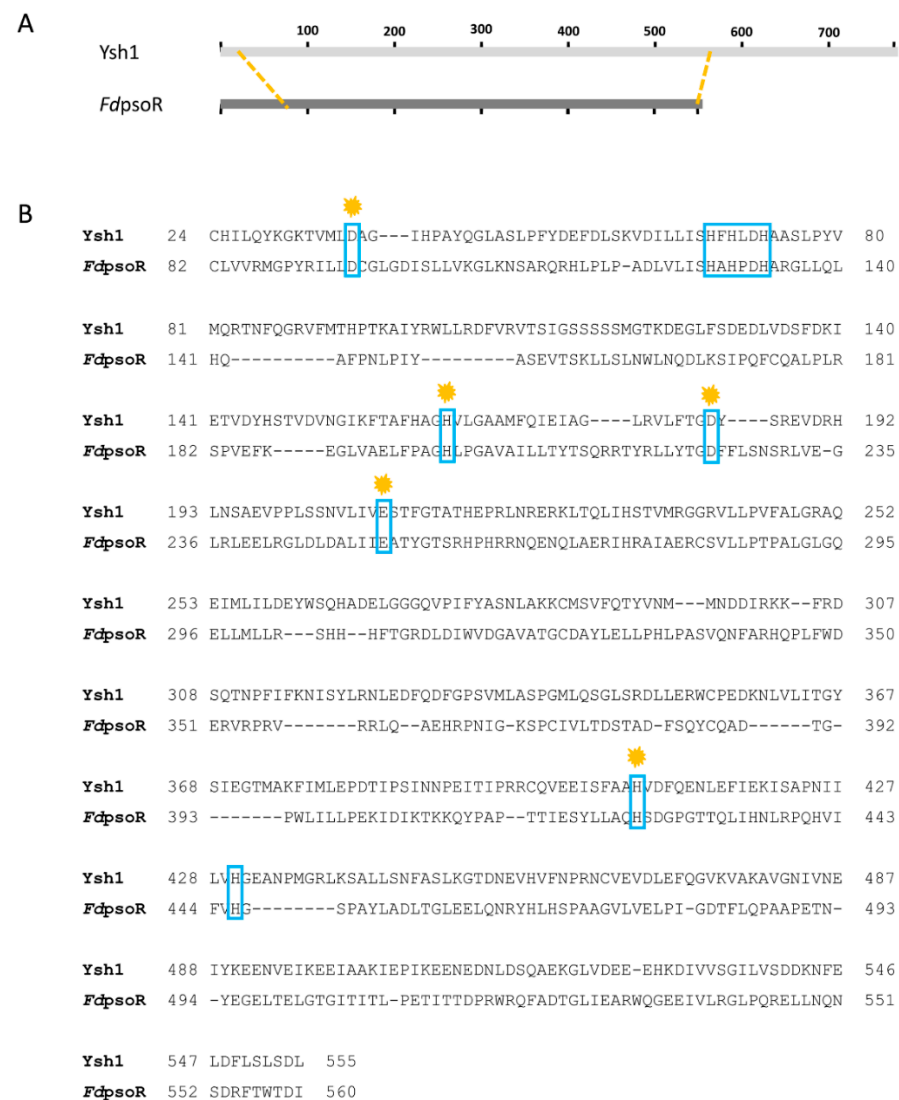 A
100 200 300 400 500 600 700
Ysh1
FdpsoR
B
Ysh1 24 CHILQYKGKTVMLDAG---IHPAYQGLASLPFYDEFDLSKVDILLISHFHLDHAASLPYV 80
FdpsoR 82 CLVVRMGPYRILLDCGLGDISLLVKGLKNSARQRHLPLP-ADLVLISHAHPDHARGLLQL 140
Ysh1 81 MQRTNFQGRVFMTHPTKAIYRWLLRDFVRVTSIGSSSSSMGTKDEGLFSDEDLVDSFDKI 140
FdpsoR 141 HQ----------AFPNLPIY---------ASEVTSKLLSLNWLNQDLKSIPQFCQALPLR 181
Ysh1 141 ETVDYHSTVDVNGIKFTAFHAGHVLGAAMFQIEIAG----LRVLFTGDY----SREVDRH 192
FdpsoR 182 SPVEFK-----EGLVAELFPAGHLPGAVAILLTYTSQRRTYRLLYTGDFFLSNSRLVE-G 235
Ysh1 193 LNSAEVPPLSSNVLIVESTFGTATHEPRLNRERKLTQLIHSTVMRGGRVLLPVFALGRAQ 252
FdpsoR 236 LRLEELRGLDLDALIIEATYGTSRHPHRRNQENQLAERIHRAIAERCSVLLPTPALGLGQ 295
Ysh1 253 EIMLILDEYWSQHADELGGGQVPIFYASNLAKKCMSVFQTYVNM---MNDDIRKK--FRD 307
FdpsoR 296 ELLMLLR---SHH--HFTGRDLDIWVDGAVATGCDAYLELLPHLPASVQNFARHQPLFWD 350
Ysh1 308 SQTNPFIFKNISYLRNLEDFQDFGPSVMLASPGMLQSGLSRDLLERWCPEDKNLVLITGY 367
FdpsoR 351 ERVRPRV-------RRLQ--AEHRPNIG-KSPCIVLTDSTAD-FSQYCQAD------TG- 392
Ysh1 368 SIEGTMAKFIMLEPDTIPSINNPEITIPRRCQVEEISFAAHVDFQENLEFIEKISAPNII 427
FdpsoR 393 -------PWLILLPEKIDIKTKKQYPAP--TTIESYLLAQHSDGPGTTQLIHNLRPQHVI 443
Ysh1 428 LVHGEANPMGRLKSALLSNFASLKGTDNEVHVFNPRNCVEVDLEFQGVKVAKAVGNIVNE 487
FdpsoR 444 FVHG--------SPAYLADLTGLEELQNRYHLHSPAAGVLVELPI-GDTFLQPAAPETN- 493
Ysh1 488 IYKEENVEIKEEIAAKIEPIKEENEDNLDSQAEKGLVDEE-EHKDIVVSGILVSDDKNFE 546
FdpsoR 494 -YEGELTELGTGITITL-PETITTDPRWRQFADTGLIEARWQGEEIVLRGLPQRELLNQN 551
Ysh1 547 LDFLSLSDL 555
FdpsoR 552 SDRFTWTDI 560